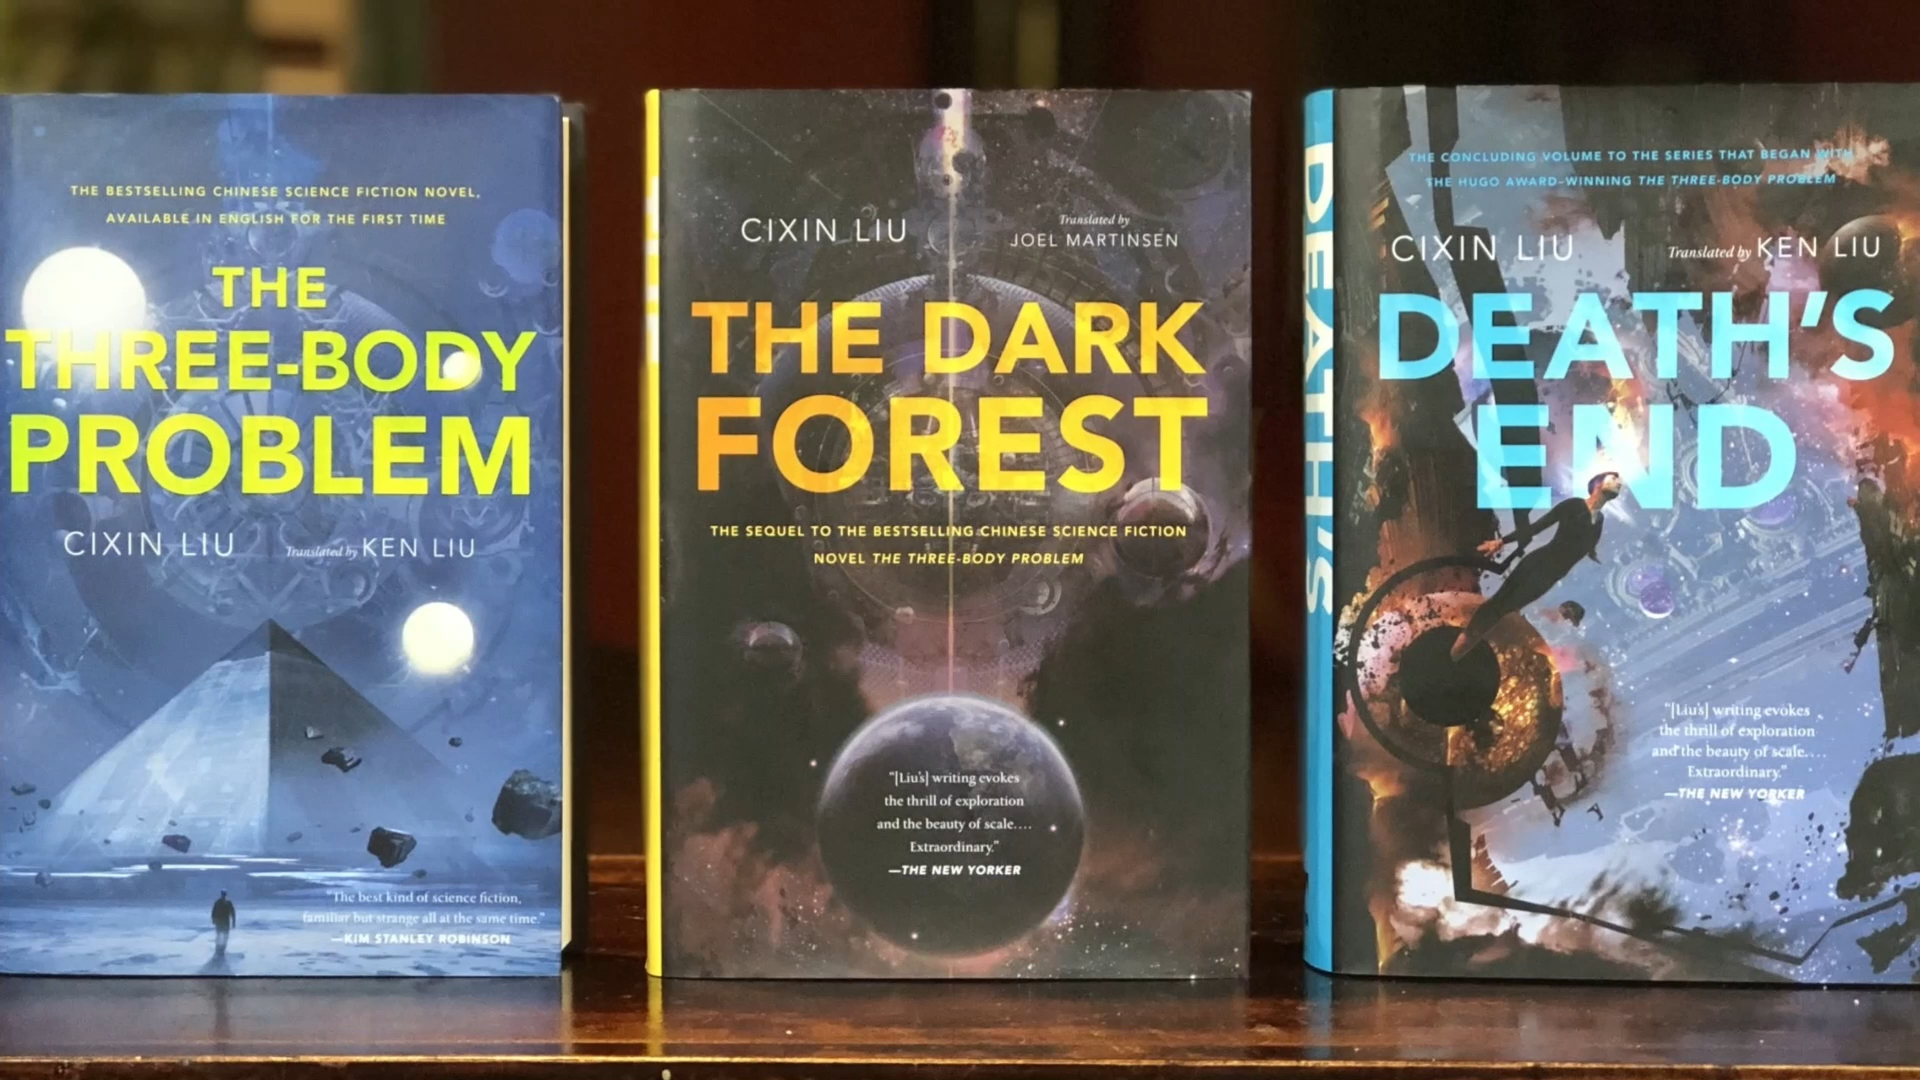 THE BESTSELLING CHINESE SCIENCE FICTION NOVEL,
AVAILABLE IN ENGLISH FOR THE FIRST TIME
THE
THREE-BODY
PROBLEM
CIXIN LIU
Translated by KEN LIU
"The best kind of science fiction,
familiar but strange all at the same time."
—KIM STANLEY ROBINSON
CIXIN LIU
Translated by
JOEL MARTINSEN
THE DARK
FOREST
THE SEQUEL TO THE BESTSELLING CHINESE SCIENCE FICTION
NOVEL THE THREE-BODY PROBLEM
"[Liu's] writing evokes
the thrill of exploration
and the beauty of scale....
Extraordinary."
—THE NEW YORKER
DEATH'S
THE CONCLUDING VOLUME TO THE SERIES THAT BEGAN WITH
THE HUGO AWARD–WINNING THE THREE-BODY PROBLEM
CIXIN LIU
Translated by KEN LIU
DEATH'S
END
"[Liu's] writing evokes
the thrill of exploration
and the beauty of scale....
Extraordinary."
—THE NEW YORKER